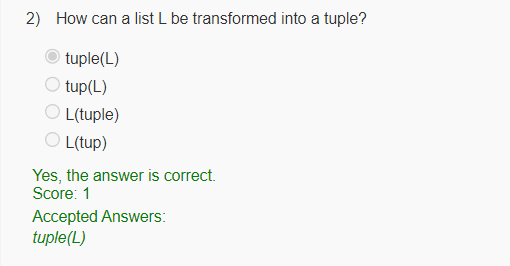 2) How can a list L be transformed into a tuple?
tuple(L)
tup(L)
L(tuple)
L(tup)
Yes, the answer is correct.
Score: 1
Accepted Answers:
tuple(L)